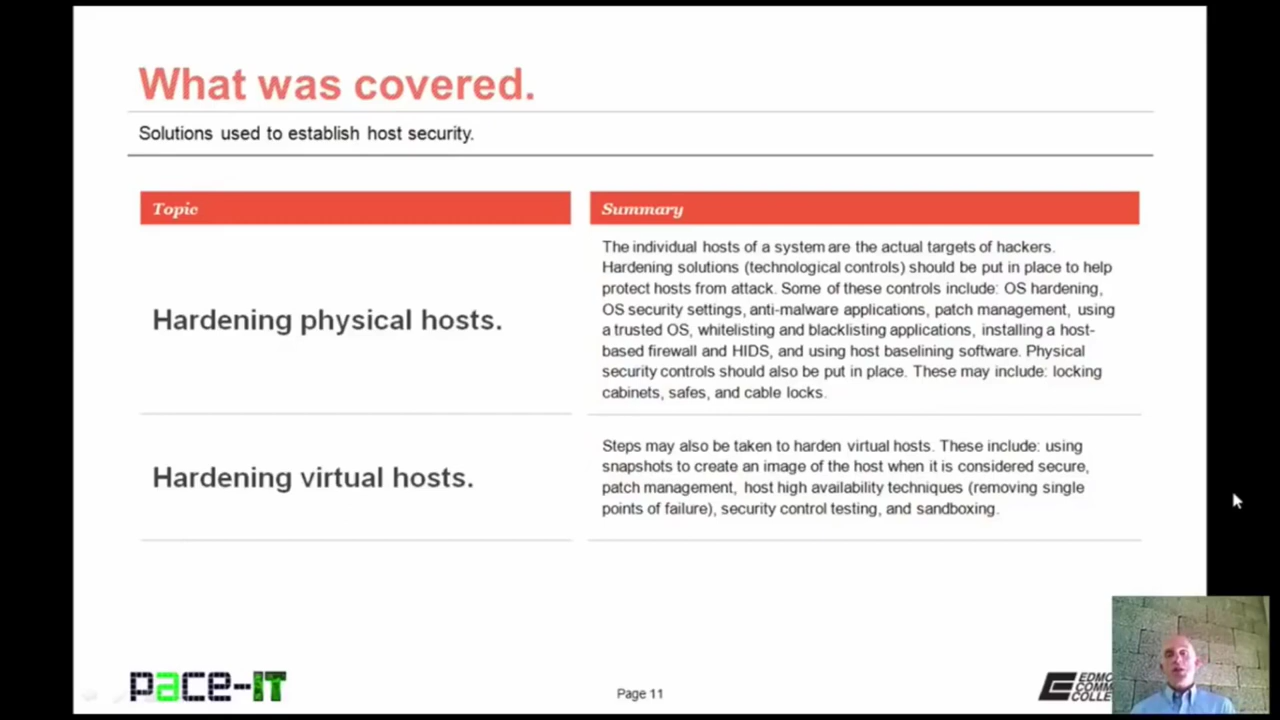 What was covered.
Solutions used to establish host security.
Topic
Summary
Hardening physical hosts.
The individual hosts of a system are the actual targets of hackers.
Hardening solutions (technological controls) should be put in place to help
protect hosts from attack. Some of these controls include: OS hardening,
OS security settings, anti-malware applications, patch management, using
a trusted OS, whitelisting and blacklisting applications, installing a host-
based firewall and HIDS, and using host baselining software. Physical
security controls should also be put in place. These may include: locking
cabinets, safes, and cable locks.
Hardening virtual hosts.
Steps may also be taken to harden virtual hosts. These include: using
snapshots to create an image of the host when it is considered secure,
patch management, host high availability techniques (removing single
points of failure), security control testing, and sandboxing.
pace-IT
Page 11